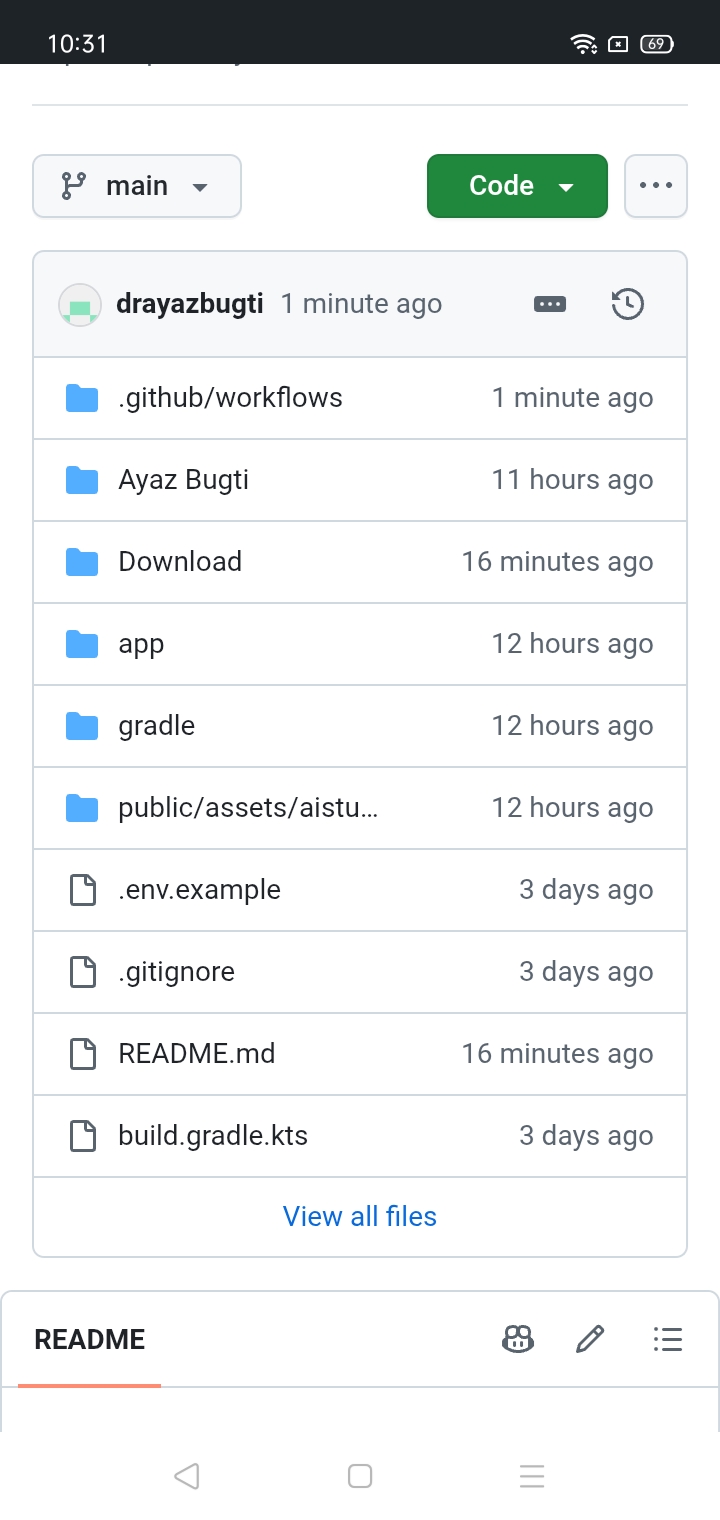 10:31
69
main
Code
drayazbugti 1 minute ago
.github/workflows 1 minute ago
Ayaz Bugti 11 hours ago
Download 16 minutes ago
app 12 hours ago
gradle 12 hours ago
public/assets/aistu... 12 hours ago
.env.example 3 days ago
.gitignore 3 days ago
README.md 16 minutes ago
build.gradle.kts 3 days ago
View all files
README